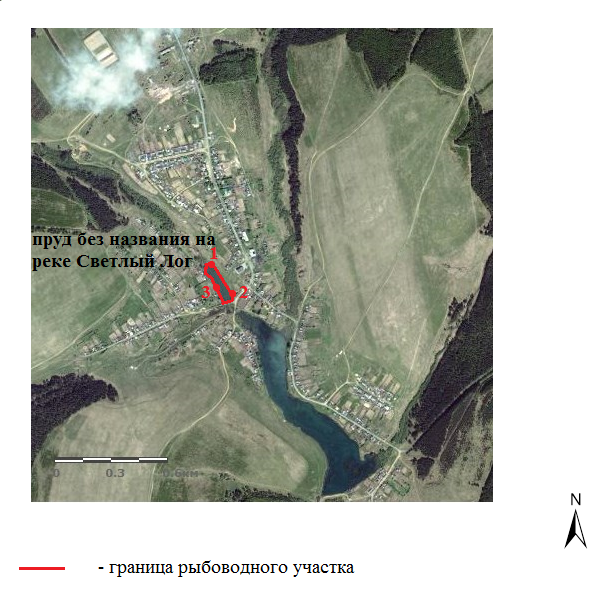 пруд без названия на
реке Светлый Лог
1
2
3
0
0.3
0.6км
N
- граница рыбоводного участка